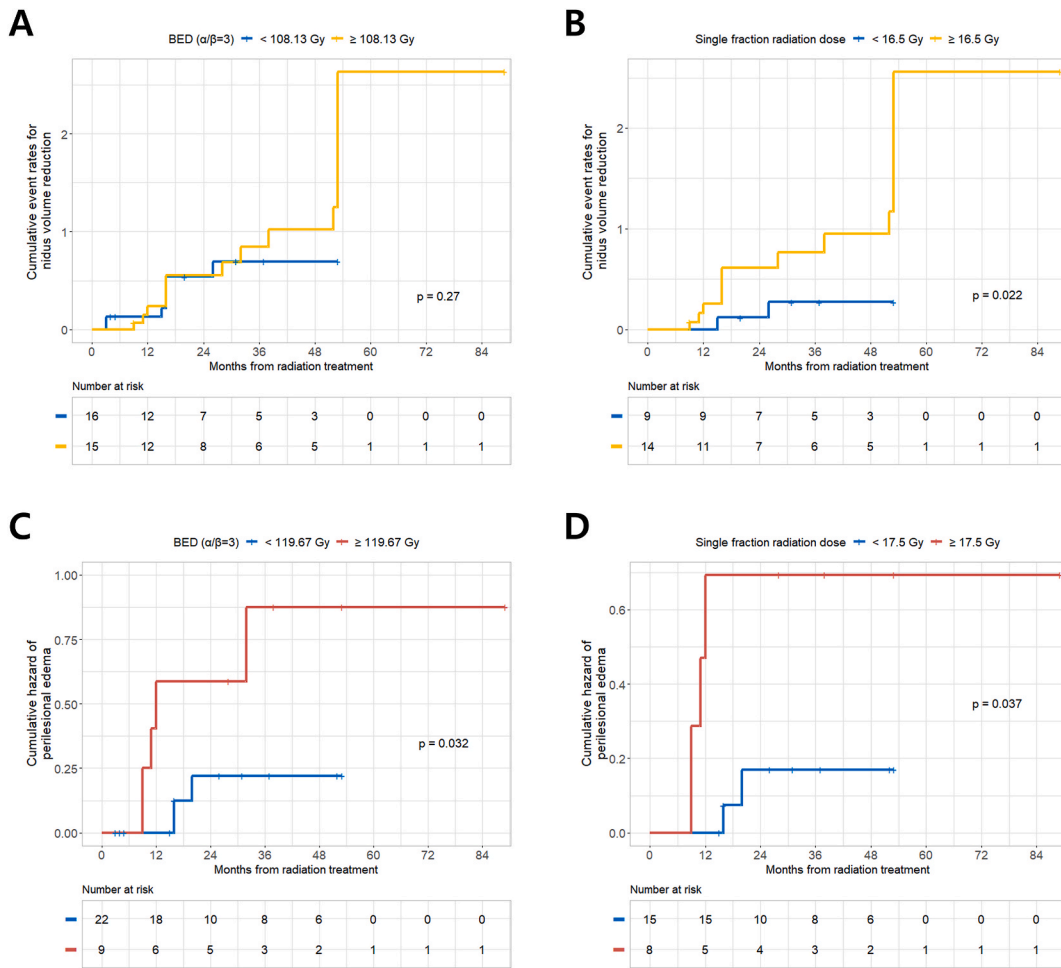 A
BED (α/β=3) < 108.13 Gy ≥ 108.13 Gy
Cumulative event rates for
nidus volume reduction
2
1
0
p = 0.27
0 12 24 36 48 60 72 84
Months from radiation treatment
Number at risk
16 12 7 5 3 0 0 0
15 12 8 6 5 1 1 1
B
Single fraction radiation dose < 16.5 Gy ≥ 16.5 Gy
Cumulative event rates for
nidus volume reduction
2
1
0
p = 0.022
0 12 24 36 48 60 72 84
Months from radiation treatment
Number at risk
9 9 7 5 3 0 0 0
14 11 7 6 5 1 1 1
C
BED (α/β=3) < 119.67 Gy ≥ 119.67 Gy
Cumulative hazard of
perilesional edema
1.00
0.75
0.50
0.25
0.00
p = 0.032
0 12 24 36 48 60 72 84
Months from radiation treatment
Number at risk
22 18 10 8 6 0 0 0
9 6 5 3 2 1 1 1
D
Single fraction radiation dose < 17.5 Gy ≥ 17.5 Gy
Cumulative hazard of
perilesional edema
0.6
0.4
0.2
0.0
p = 0.037
0 12 24 36 48 60 72 84
Months from radiation treatment
Number at risk
15 15 10 8 6 0 0 0
8 5 4 3 2 1 1 1